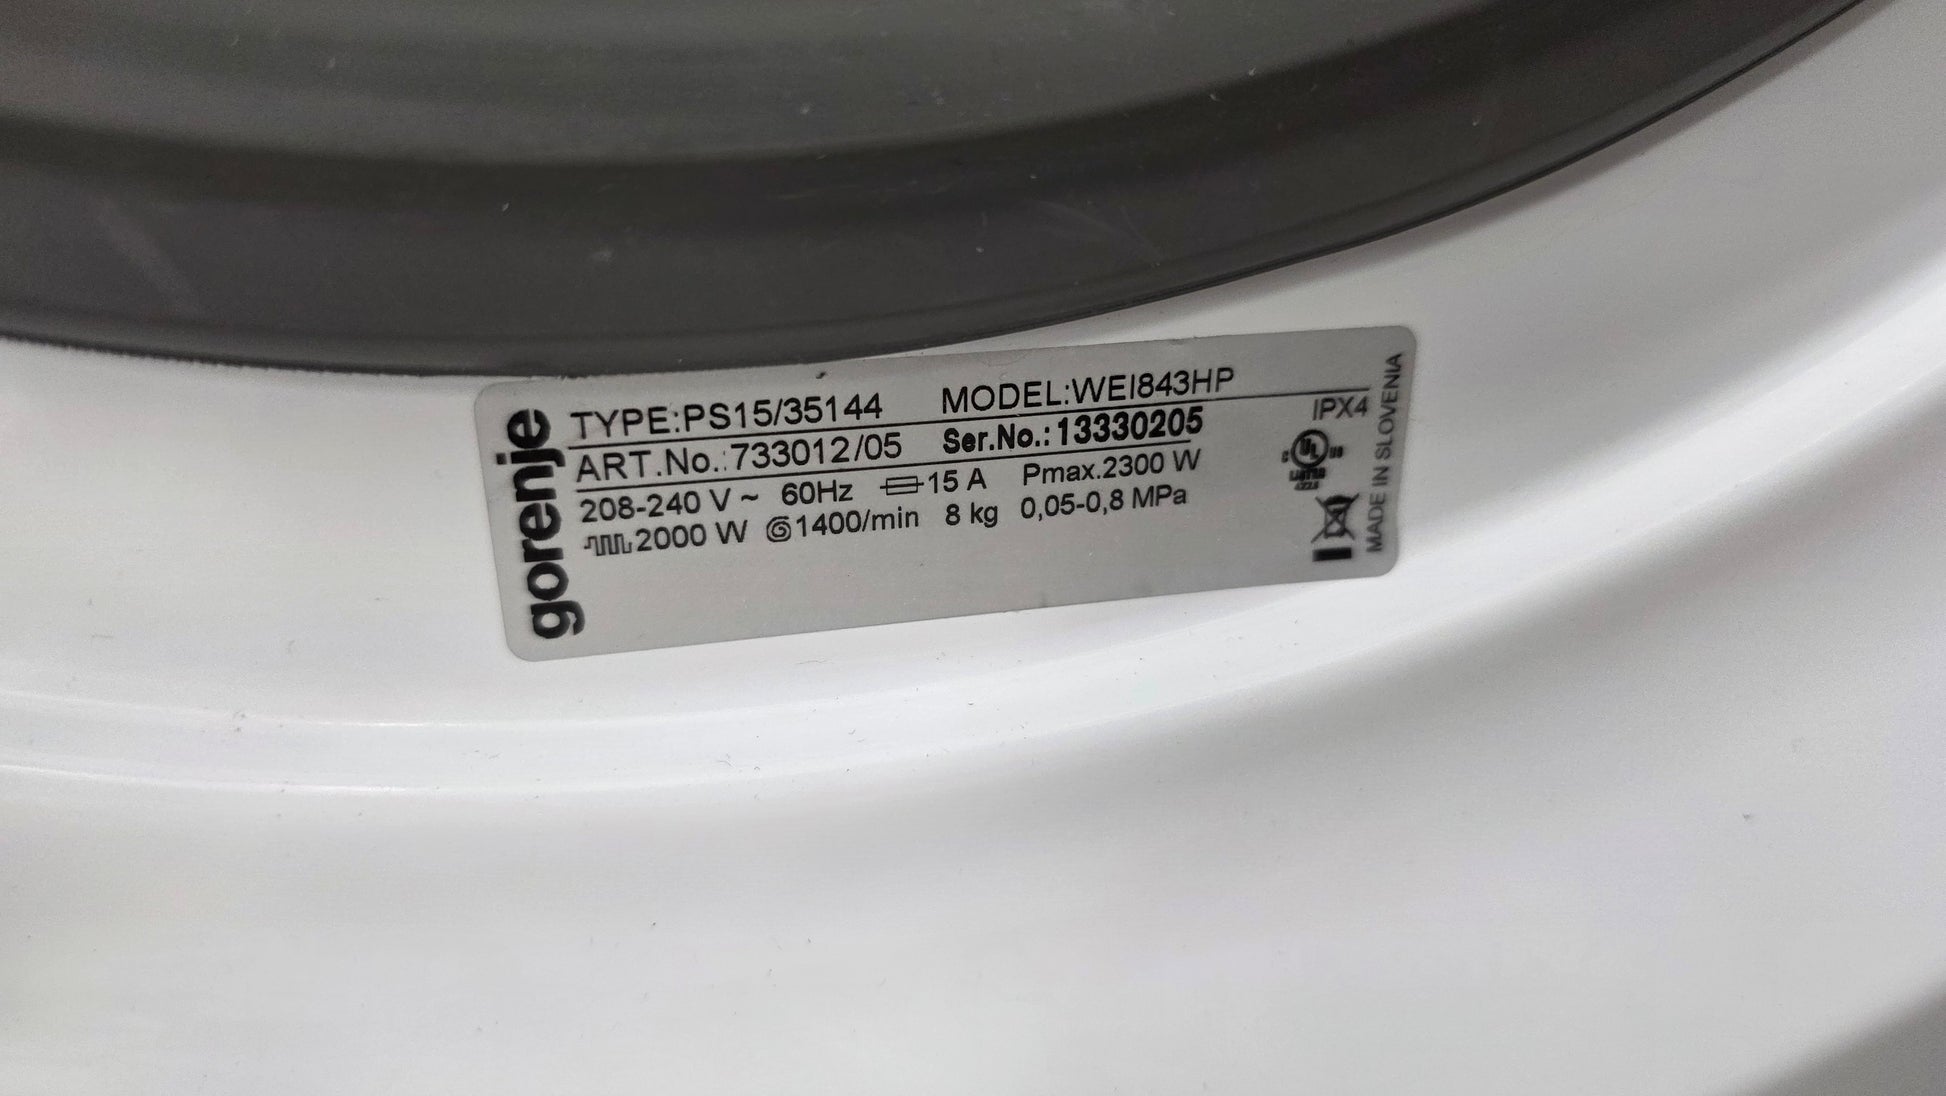 gorenje
TYPE:PS15/35144 MODEL:WEI843HP
ART.No.:733012/05 Ser.No.:13330205
208-240 V ~ 60Hz 15 A Pmax.2300 W
2000 W 1400/min 8 kg 0,05-0,8 MPa
IPX4
UL
MADE IN SLOVENIA